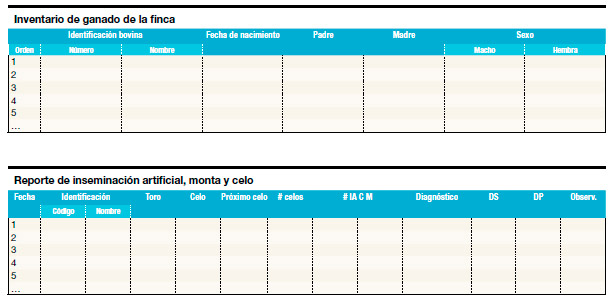 Inventario de ganado de la finca
Identificación bovina Fecha de nacimiento Padre Madre Sexo
Orden Número Nombre Macho Hembra
1
2
3
4
5
...
Reporte de inseminación artificial, monta y celo
Fecha Identificación Toro Celo Próximo celo # celos # IA C M Diagnóstico DS DP Observ.
Código Nombre
1
2
3
4
5
...